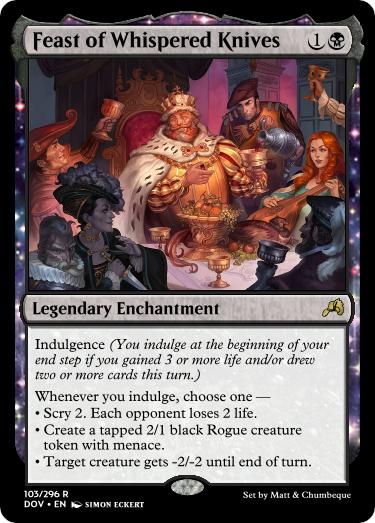 Feast of Whispered Knives 1
Legendary Enchantment
Indulgence (You indulge at the beginning of your
end step if you gained 3 or more life and/or drew
two or more cards this turn.)
Whenever you indulge, choose one —
• Scry 2. Each opponent loses 2 life.
• Create a tapped 2/1 black Rogue creature
token with menace.
• Target creature gets -2/-2 until end of turn.
103/296 R
DOV • EN SIMON ECKERT
Set by Matt & Chumbeque